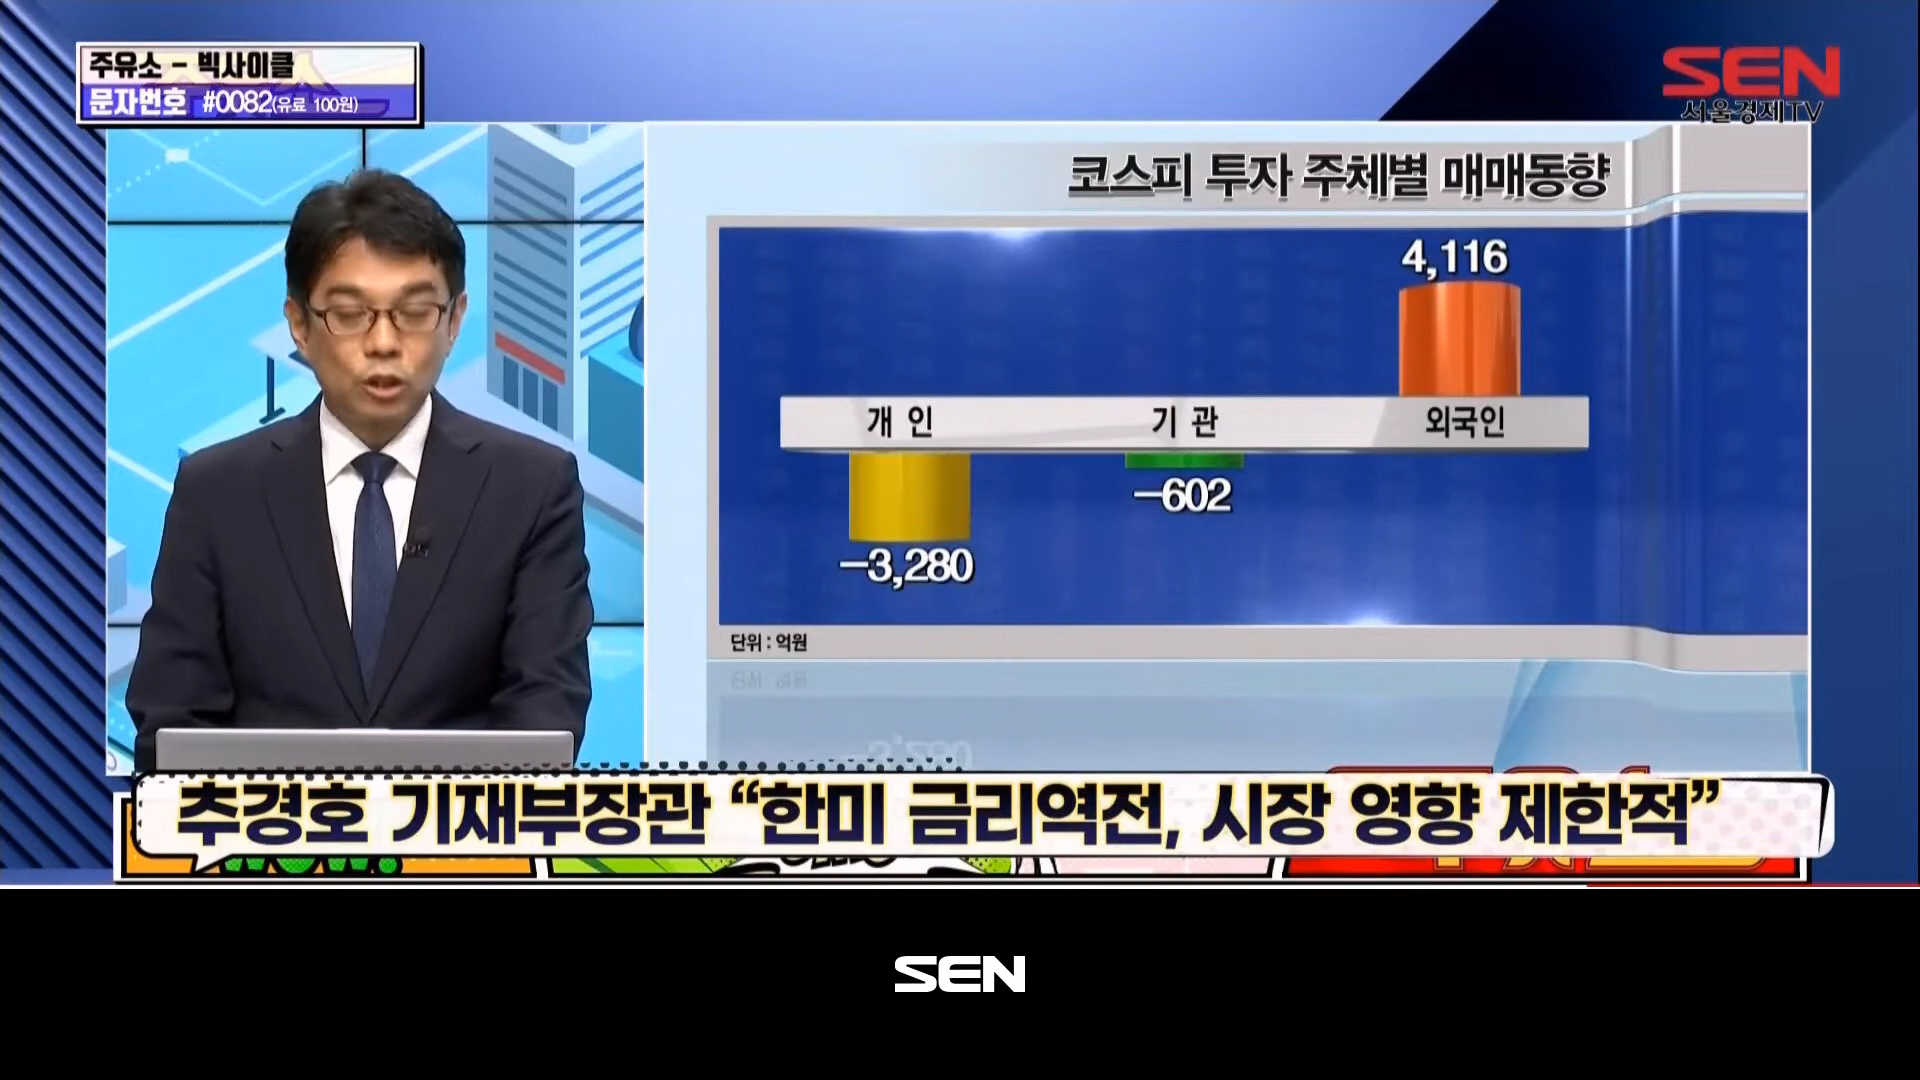 주유소 - 빅사이클
문자번호 #0082(유료 100원)
SEN
서울경제TV
코스피 투자 주체별 매매동향
4,116
개 인 기 관 외국인
-602
-3,280
단위 : 억원
추경호 기재부장관 “한미 금리역전, 시장 영향 제한적”
SEN